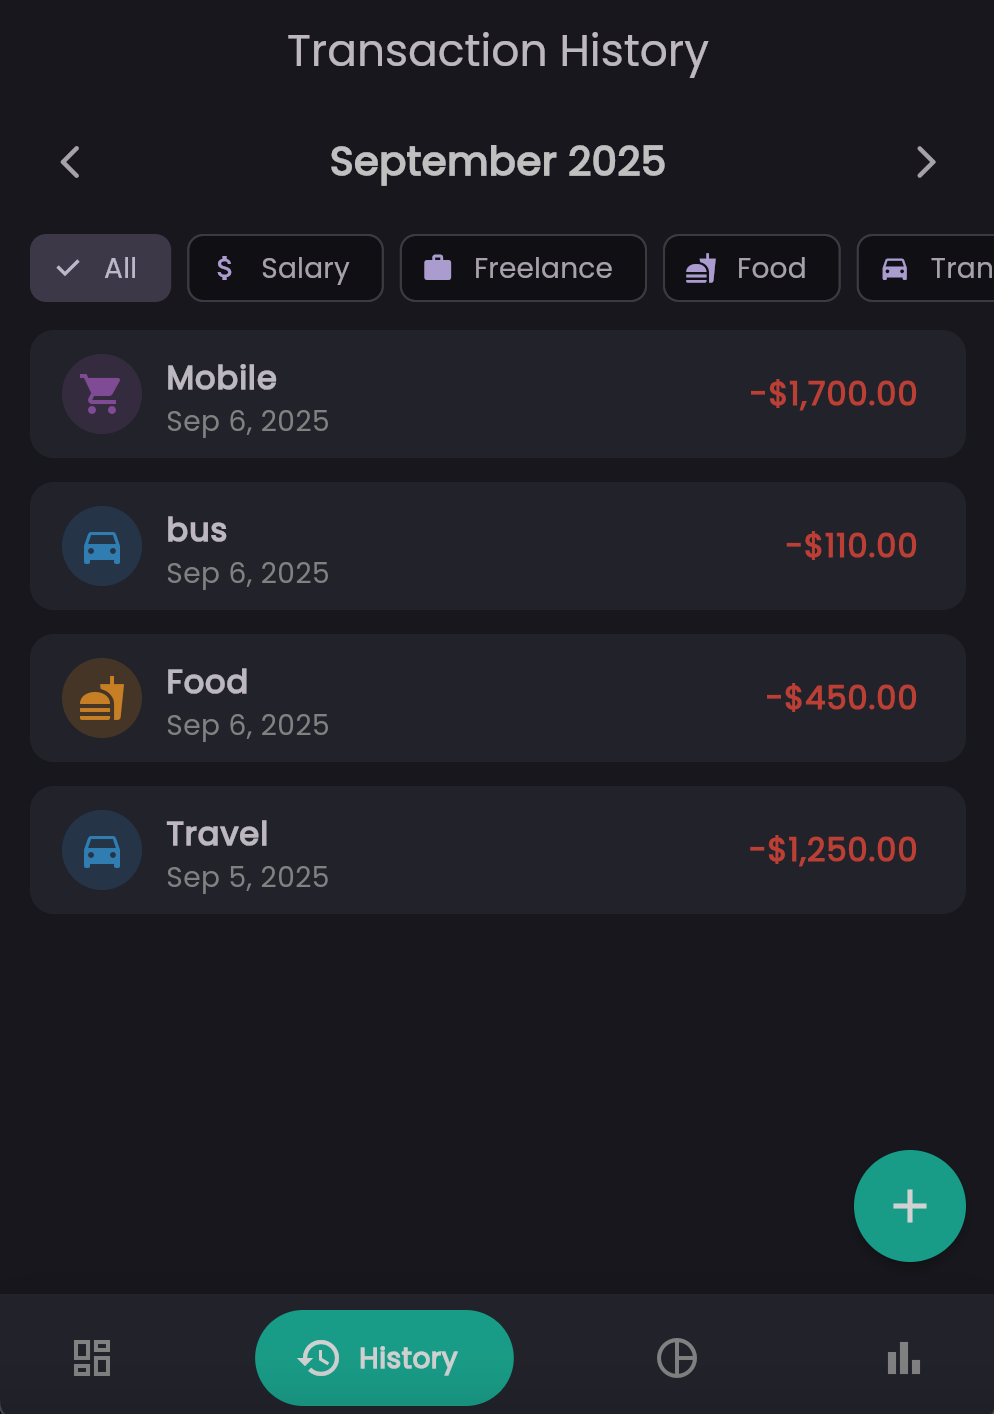 Transaction History
September 2025
All
Salary
Freelance
Food
Tran
Mobile
-$1,700.00
Sep 6, 2025
bus
-$110.00
Sep 6, 2025
Food
-$450.00
Sep 6, 2025
Travel
-$1,250.00
Sep 5, 2025
History